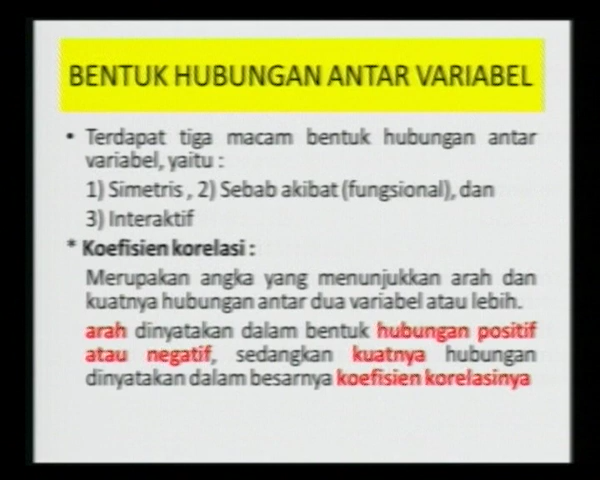 BENTUK HUBUNGAN ANTAR VARIABEL
• Terdapat tiga macam bentuk hubungan antar
variabel, yaitu :
1) Simetris , 2) Sebab akibat (fungsional), dan
3) Interaktif
* Koefisien korelasi :
Merupakan angka yang menunjukkan arah dan
kuatnya hubungan antar dua variabel atau lebih.
arah dinyatakan dalam bentuk hubungan positif
atau negatif, sedangkan kuatnya hubungan
dinyatakan dalam besarnya koefisien korelasinya